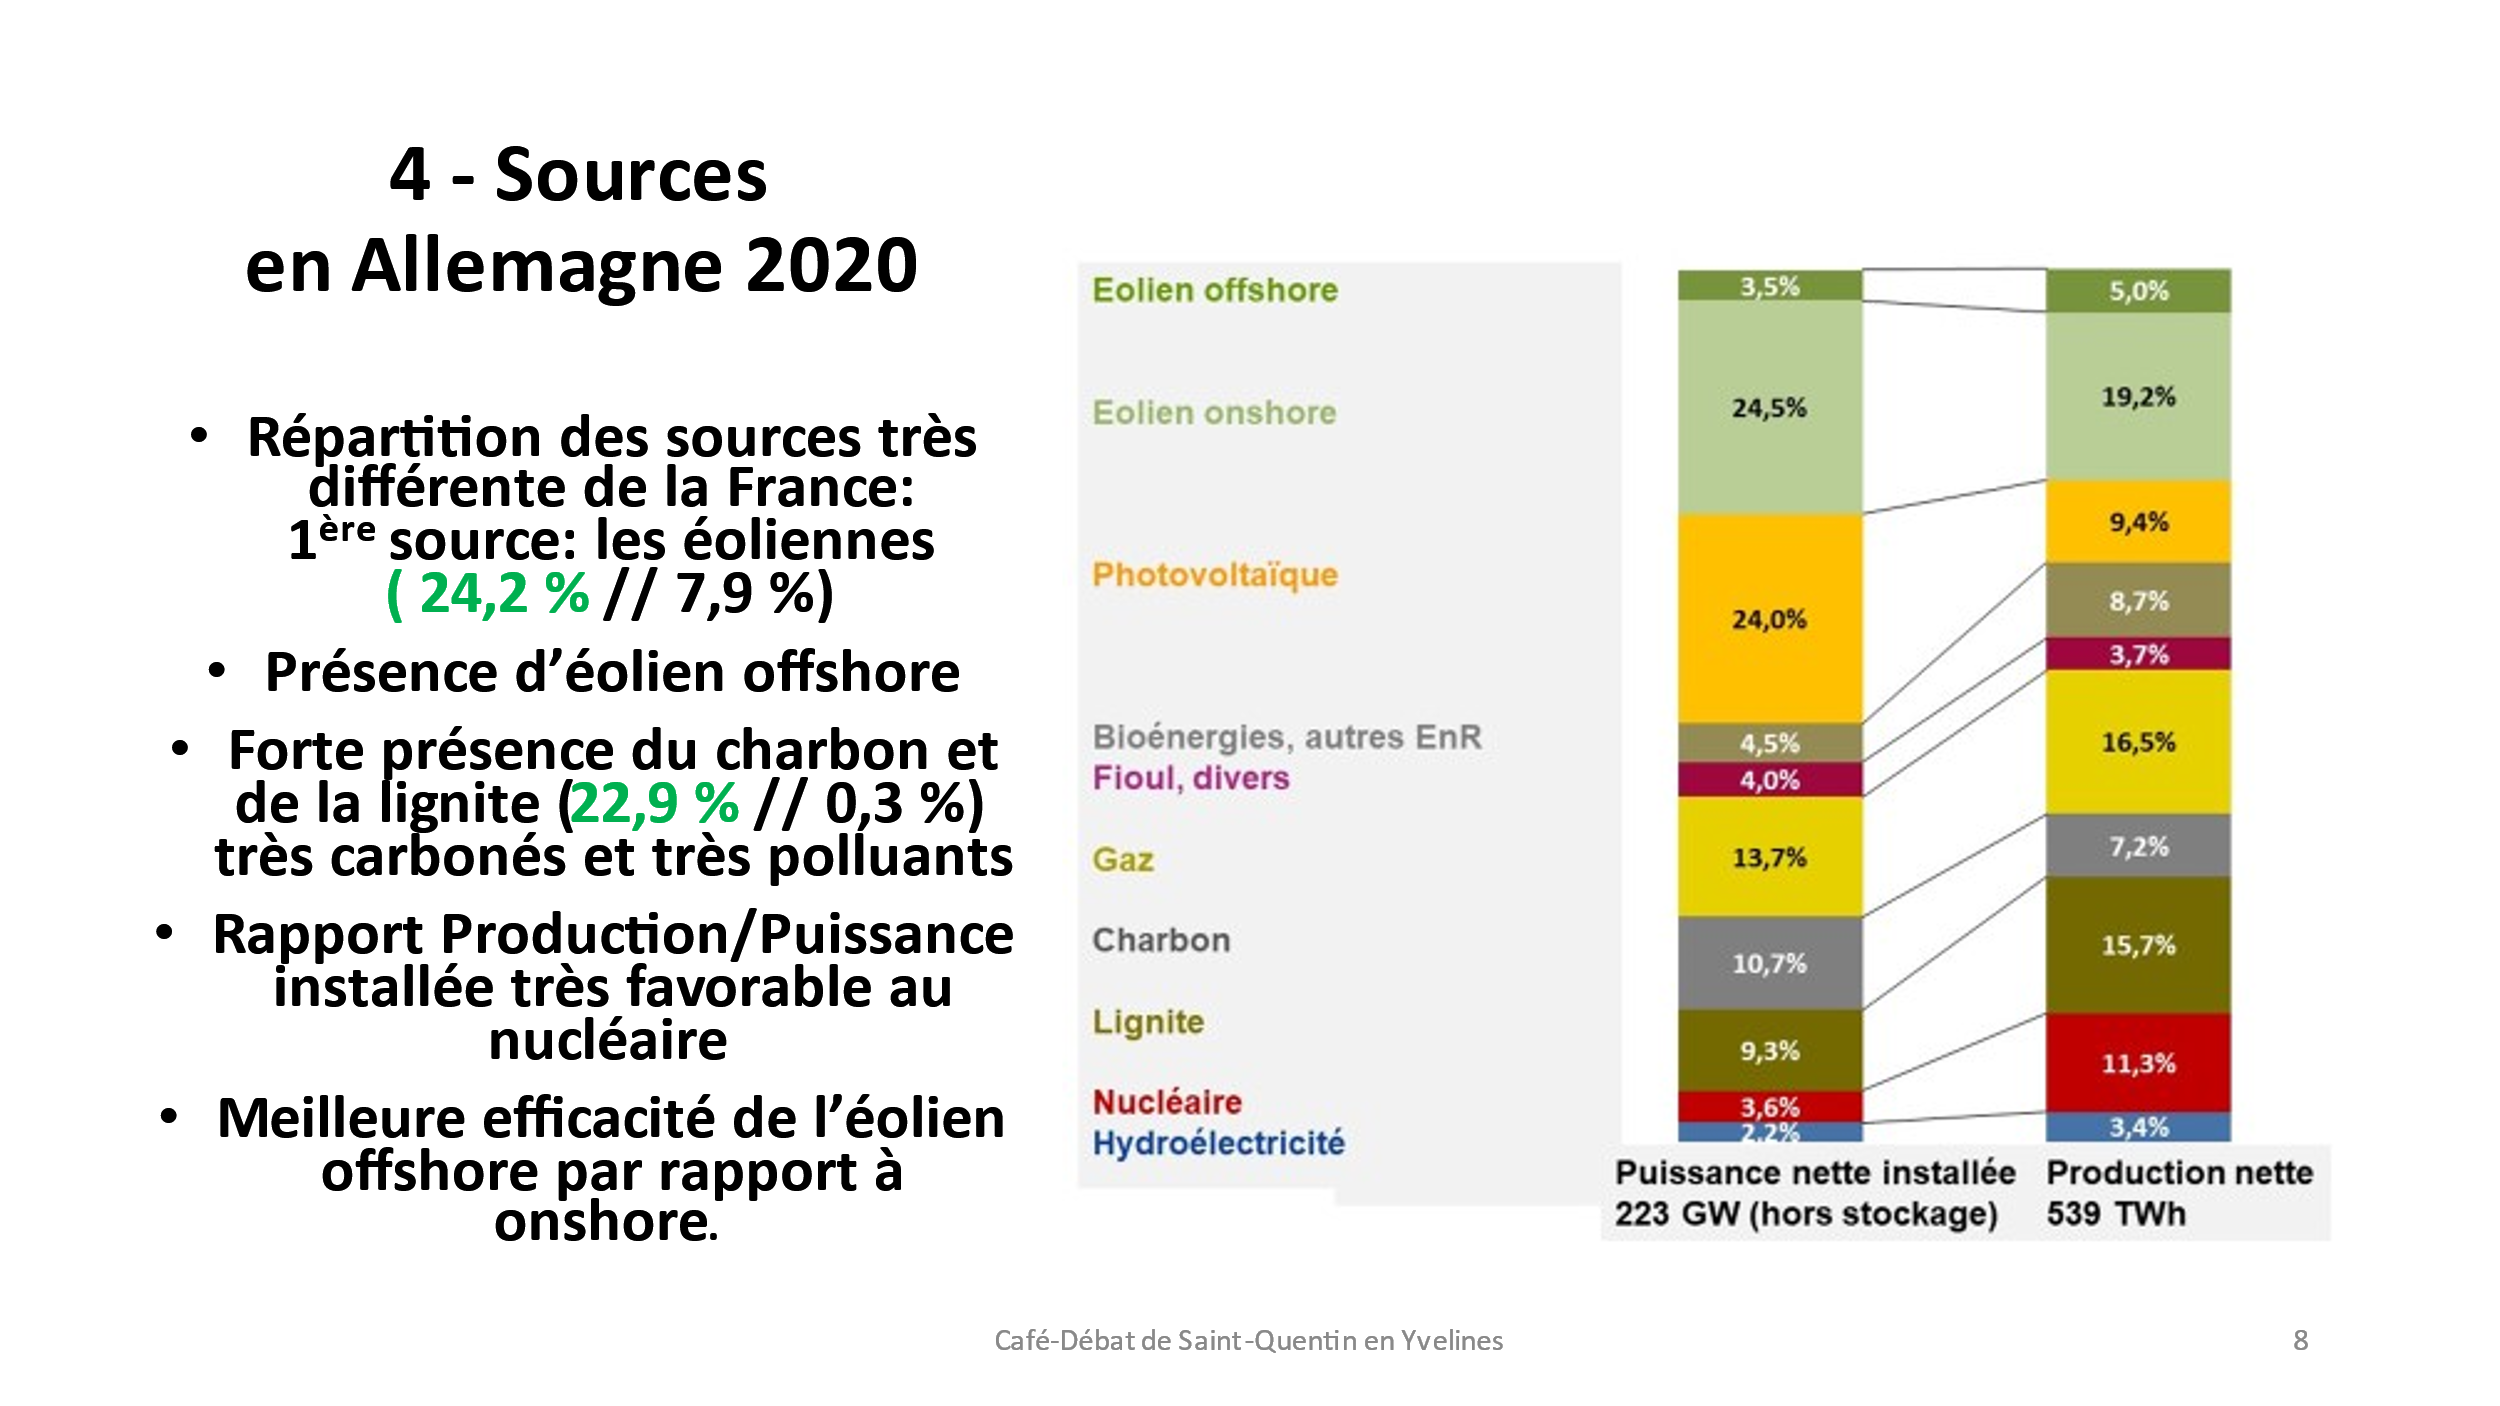 4 - Sources
en Allemagne 2020
• Répartition des sources très
différente de la France:
1ère source: les éoliennes
( 24,2 % // 7,9 %)
• Présence d’éolien offshore
• Forte présence du charbon et
de la lignite (22,9 % // 0,3 %)
très carbonés et très polluants
• Rapport Production/Puissance
installée très favorable au
nucléaire
• Meilleure efficacité de l’éolien
offshore par rapport à
onshore.
Eolien offshore
Eolien onshore
Photovoltaïque
Bioénergies, autres EnR
Fioul, divers
Gaz
Charbon
Lignite
Nucléaire
Hydroélectricité
3,5%
24,5%
24,0%
4,5%
4,0%
13,7%
10,7%
9,3%
3,6%
2,2%
Puissance nette installée
223 GW (hors stockage)
5,0%
19,2%
9,4%
8,7%
3,7%
16,5%
7,2%
15,7%
11,3%
3,4%
Production nette
539 TWh
Café-Débat de Saint-Quentin en Yvelines
8